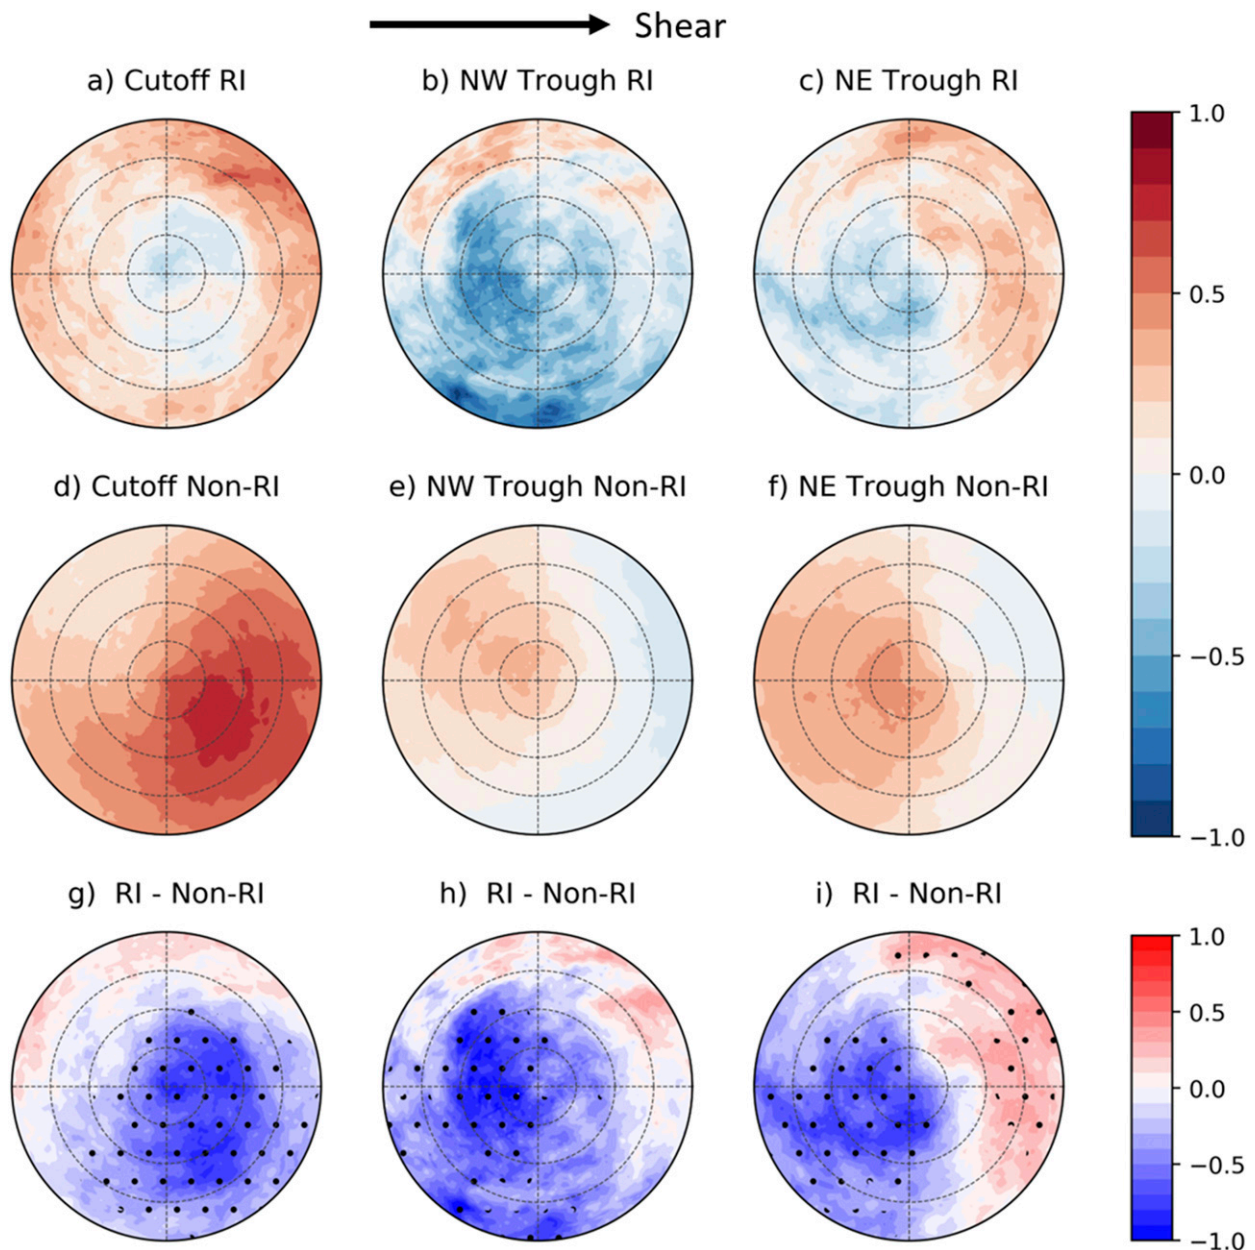 Shear
a) Cutoff RI
b) NW Trough RI
c) NE Trough RI
1.0
0.5
0.0
−0.5
−1.0
d) Cutoff Non-RI
e) NW Trough Non-RI
f) NE Trough Non-RI
g) RI - Non-RI
h) RI - Non-RI
i) RI - Non-RI
1.0
0.5
0.0
−0.5
−1.0